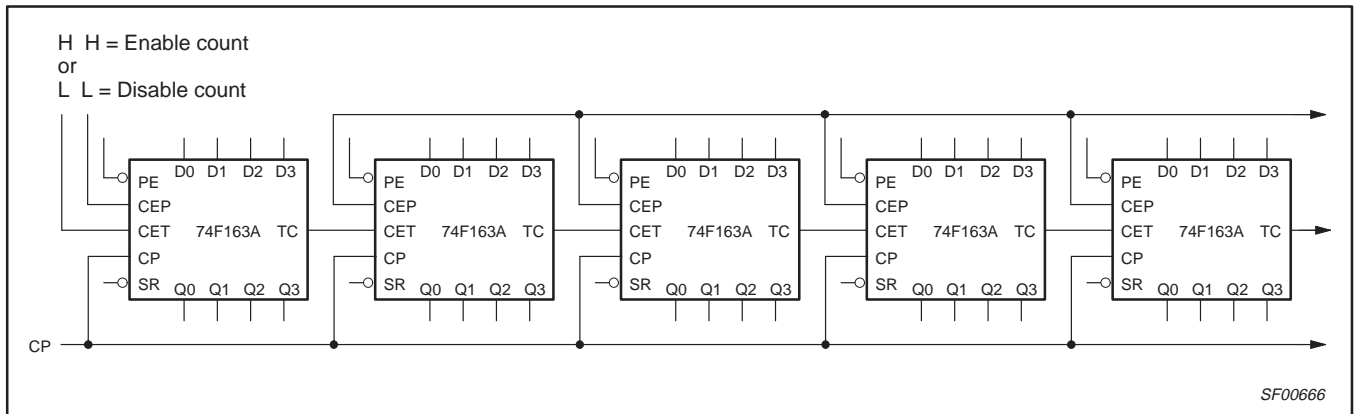 H H = Enable count
or
L L = Disable count
D0 D1 D2 D3
PE
CEP
CET 74F163A TC
CP
SR
Q0 Q1 Q2 Q3
D0 D1 D2 D3
PE
CEP
CET 74F163A TC
CP
SR
Q0 Q1 Q2 Q3
D0 D1 D2 D3
PE
CEP
CET 74F163A TC
CP
SR
Q0 Q1 Q2 Q3
D0 D1 D2 D3
PE
CEP
CET 74F163A TC
CP
SR
Q0 Q1 Q2 Q3
D0 D1 D2 D3
PE
CEP
CET 74F163A TC
CP
SR
Q0 Q1 Q2 Q3
CP
SF00666